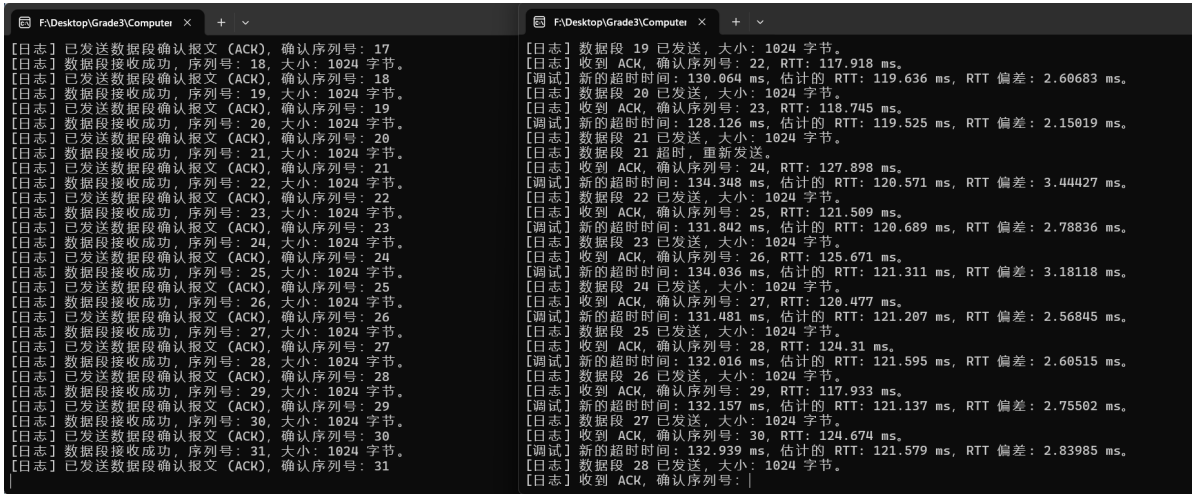 F:\Desktop\Grade3\Computer
[日志] 已发送数据段确认报文 (ACK), 确认序列号: 17
[日志] 数据段接收成功, 序列号: 18, 大小: 1024 字节。
[日志] 已发送数据段确认报文 (ACK), 确认序列号: 18
[日志] 数据段接收成功, 序列号: 19, 大小: 1024 字节。
[日志] 已发送数据段确认报文 (ACK), 确认序列号: 19
[日志] 数据段接收成功, 序列号: 20, 大小: 1024 字节。
[日志] 已发送数据段确认报文 (ACK), 确认序列号: 20
[日志] 数据段接收成功, 序列号: 21, 大小: 1024 字节。
[日志] 已发送数据段确认报文 (ACK), 确认序列号: 21
[日志] 数据段接收成功, 序列号: 22, 大小: 1024 字节。
[日志] 已发送数据段确认报文 (ACK), 确认序列号: 22
[日志] 数据段接收成功, 序列号: 23, 大小: 1024 字节。
[日志] 已发送数据段确认报文 (ACK), 确认序列号: 23
[日志] 数据段接收成功, 序列号: 24, 大小: 1024 字节。
[日志] 已发送数据段确认报文 (ACK), 确认序列号: 24
[日志] 数据段接收成功, 序列号: 25, 大小: 1024 字节。
[日志] 已发送数据段确认报文 (ACK), 确认序列号: 25
[日志] 数据段接收成功, 序列号: 26, 大小: 1024 字节。
[日志] 已发送数据段确认报文 (ACK), 确认序列号: 26
[日志] 数据段接收成功, 序列号: 27, 大小: 1024 字节。
[日志] 已发送数据段确认报文 (ACK), 确认序列号: 27
[日志] 数据段接收成功, 序列号: 28, 大小: 1024 字节。
[日志] 已发送数据段确认报文 (ACK), 确认序列号: 28
[日志] 数据段接收成功, 序列号: 29, 大小: 1024 字节。
[日志] 已发送数据段确认报文 (ACK), 确认序列号: 29
[日志] 数据段接收成功, 序列号: 30, 大小: 1024 字节。
[日志] 已发送数据段确认报文 (ACK), 确认序列号: 30
[日志] 数据段接收成功, 序列号: 31, 大小: 1024 字节。
[日志] 已发送数据段确认报文 (ACK), 确认序列号: 31
F:\Desktop\Grade3\Computer
[日志] 数据段 19 已发送, 大小: 1024 字节。
[日志] 收到 ACK, 确认序列号: 22, RTT: 117.918 ms。
[调试] 新的超时时间: 130.064 ms, 估计的 RTT: 119.636 ms, RTT 偏差: 2.60683 ms。
[日志] 数据段 20 已发送, 大小: 1024 字节。
[日志] 收到 ACK, 确认序列号: 23, RTT: 118.745 ms。
[调试] 新的超时时间: 128.126 ms, 估计的 RTT: 119.525 ms, RTT 偏差: 2.15019 ms。
[日志] 数据段 21 已发送, 大小: 1024 字节。
[日志] 数据段 21 超时, 重新发送。
[日志] 收到 ACK, 确认序列号: 24, RTT: 127.898 ms。
[调试] 新的超时时间: 134.348 ms, 估计的 RTT: 120.571 ms, RTT 偏差: 3.44427 ms。
[日志] 数据段 22 已发送, 大小: 1024 字节。
[日志] 收到 ACK, 确认序列号: 25, RTT: 121.509 ms。
[调试] 新的超时时间: 131.842 ms, 估计的 RTT: 120.689 ms, RTT 偏差: 2.78836 ms。
[日志] 数据段 23 已发送, 大小: 1024 字节。
[日志] 收到 ACK, 确认序列号: 26, RTT: 125.671 ms。
[调试] 新的超时时间: 134.036 ms, 估计的 RTT: 121.311 ms, RTT 偏差: 3.18118 ms。
[日志] 数据段 24 已发送, 大小: 1024 字节。
[日志] 收到 ACK, 确认序列号: 27, RTT: 120.477 ms。
[调试] 新的超时时间: 131.481 ms, 估计的 RTT: 121.207 ms, RTT 偏差: 2.56845 ms。
[日志] 数据段 25 已发送, 大小: 1024 字节。
[日志] 收到 ACK, 确认序列号: 28, RTT: 124.31 ms。
[调试] 新的超时时间: 132.016 ms, 估计的 RTT: 121.595 ms, RTT 偏差: 2.60515 ms。
[日志] 数据段 26 已发送, 大小: 1024 字节。
[日志] 收到 ACK, 确认序列号: 29, RTT: 117.933 ms。
[调试] 新的超时时间: 132.157 ms, 估计的 RTT: 121.137 ms, RTT 偏差: 2.75502 ms。
[日志] 数据段 27 已发送, 大小: 1024 字节。
[日志] 收到 ACK, 确认序列号: 30, RTT: 124.674 ms。
[调试] 新的超时时间: 132.939 ms, 估计的 RTT: 121.579 ms, RTT 偏差: 2.83985 ms。
[日志] 数据段 28 已发送, 大小: 1024 字节。
[日志] 收到 ACK, 确认序列号: